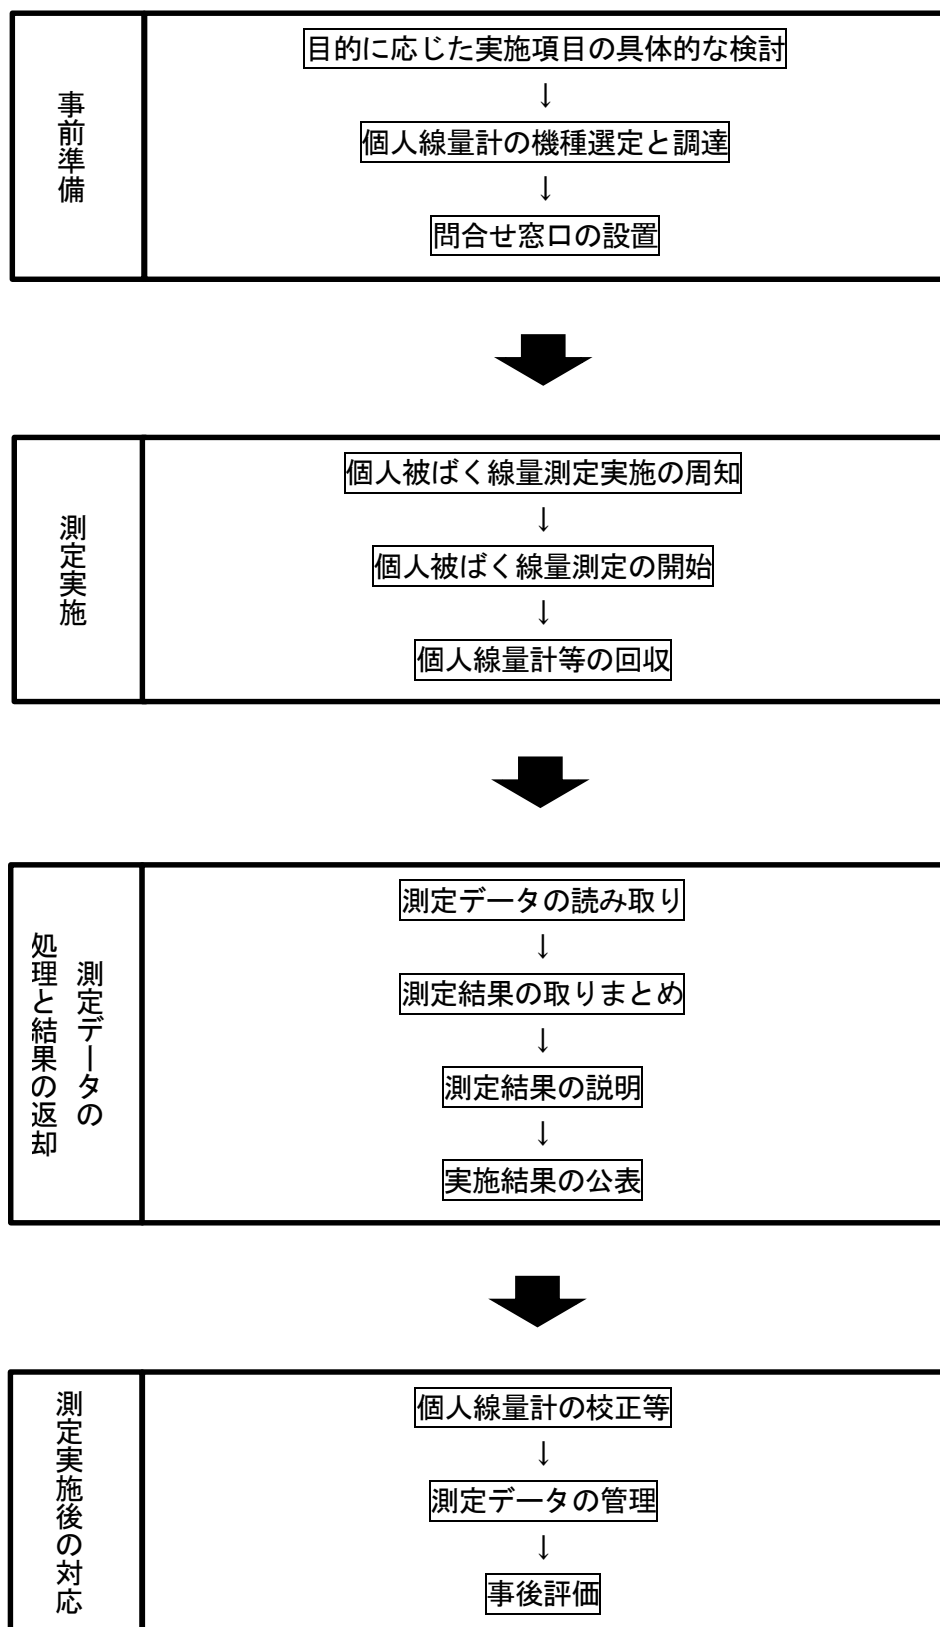 事前準備
目的に応じた実施項目の具体的な検討
↓
個人線量計の機種選定と調達
↓
問合せ窓口の設置
測定実施
個人被ばく線量測定実施の周知
↓
個人被ばく線量測定の開始
↓
個人線量計等の回収
測定データの
処理と結果の返却
測定データの読み取り
↓
測定結果の取りまとめ
↓
測定結果の説明
↓
実施結果の公表
測定実施後の対応
個人線量計の校正等
↓
測定データの管理
↓
事後評価